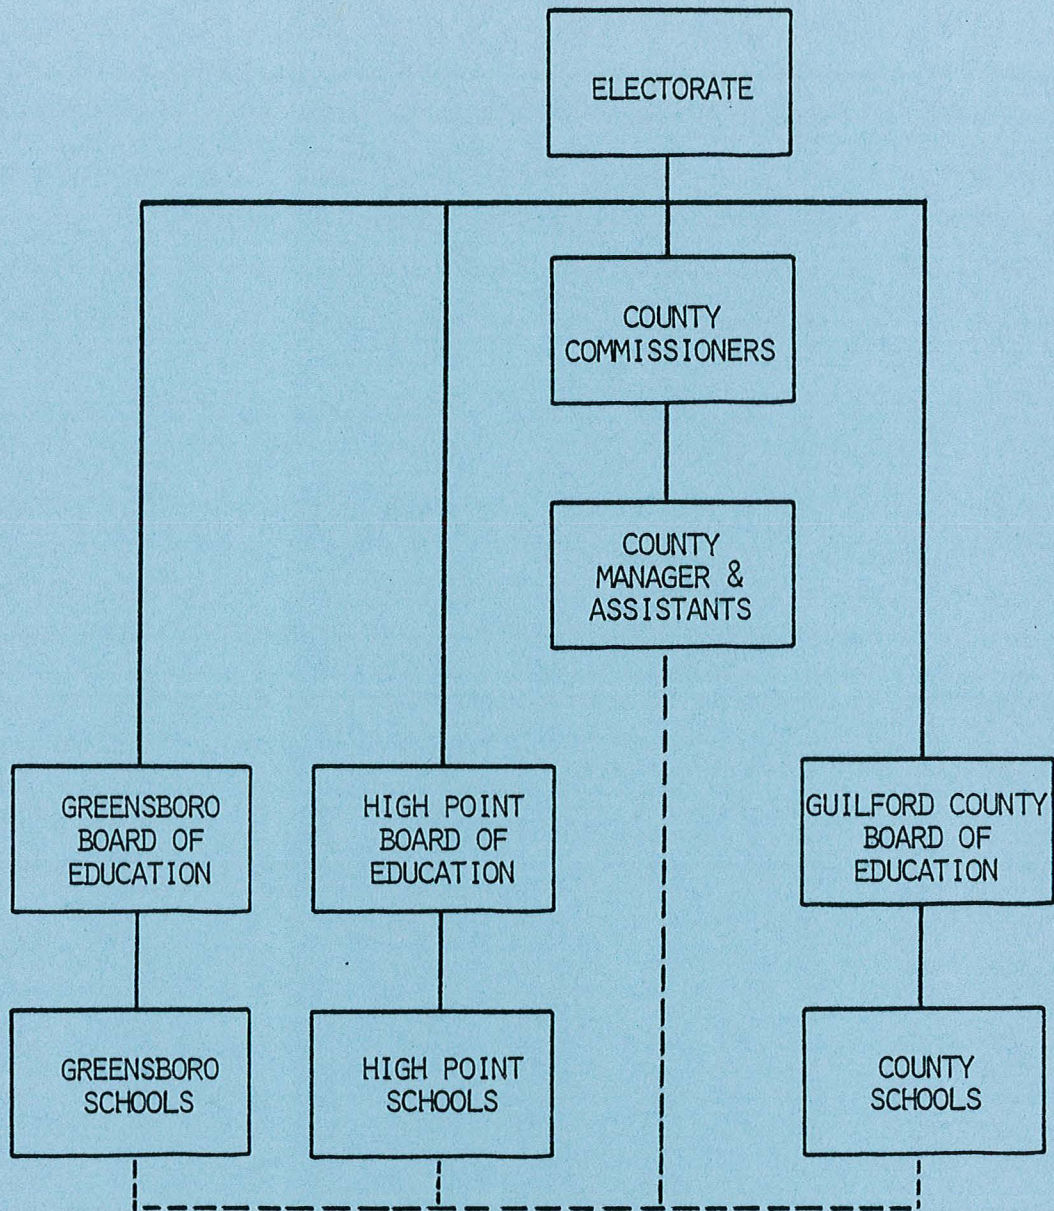 ELECTORATE
COUNTY
COMMISSIONERS
COUNTY
MANAGER &
ASSISTANTS
GREENSBORO
BOARD OF
EDUCATION
HIGH POINT
BOARD OF
EDUCATION
GUILFORD COUNTY
BOARD OF
EDUCATION
GREENSBORO
SCHOOLS
HIGH POINT
SCHOOLS
COUNTY
SCHOOLS